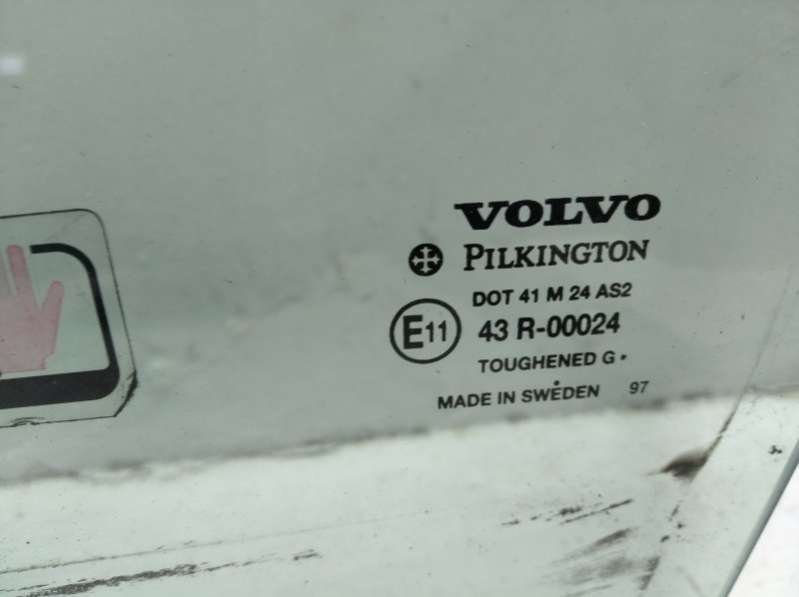 VOLVO
PILKINGTON
DOT 41 M 24 AS2
E11 43 R-00024
TOUGHENED G
MADE IN SWEDEN 97